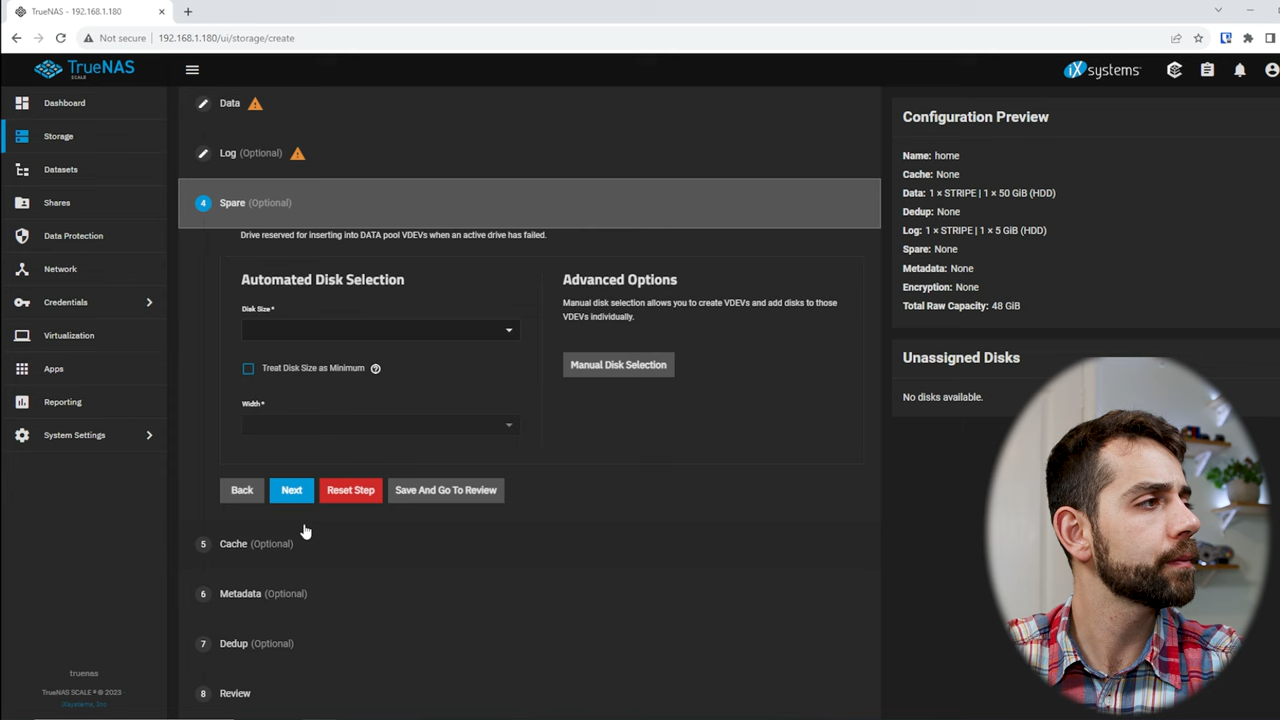 TrueNAS - 192.168.1.180
Not secure
192.168.1.180/ui/storage/create
TrueNAS
SCALE
iXsystems
Dashboard
Storage
Datasets
Shares
Data Protection
Network
Credentials
Virtualization
Apps
Reporting
System Settings
truenas
TrueNAS SCALE ® © 2023
iXsystems, Inc
Data
Log (Optional)
4 Spare (Optional)
Drive reserved for inserting into DATA pool VDEVs when an active drive has failed.
Automated Disk Selection
Disk Size*
Treat Disk Size as Minimum
Width*
Advanced Options
Manual disk selection allows you to create VDEVs and add disks to those
VDEVs individually.
Manual Disk Selection
Back
Next
Reset Step
Save And Go To Review
5 Cache (Optional)
6 Metadata (Optional)
7 Dedup (Optional)
8 Review
Configuration Preview
Name: home
Cache: None
Data: 1 × STRIPE | 1 × 50 GiB (HDD)
Dedup: None
Log: 1 × STRIPE | 1 × 5 GiB (HDD)
Spare: None
Metadata: None
Encryption: None
Total Raw Capacity: 48 GiB
Unassigned Disks
No disks available.